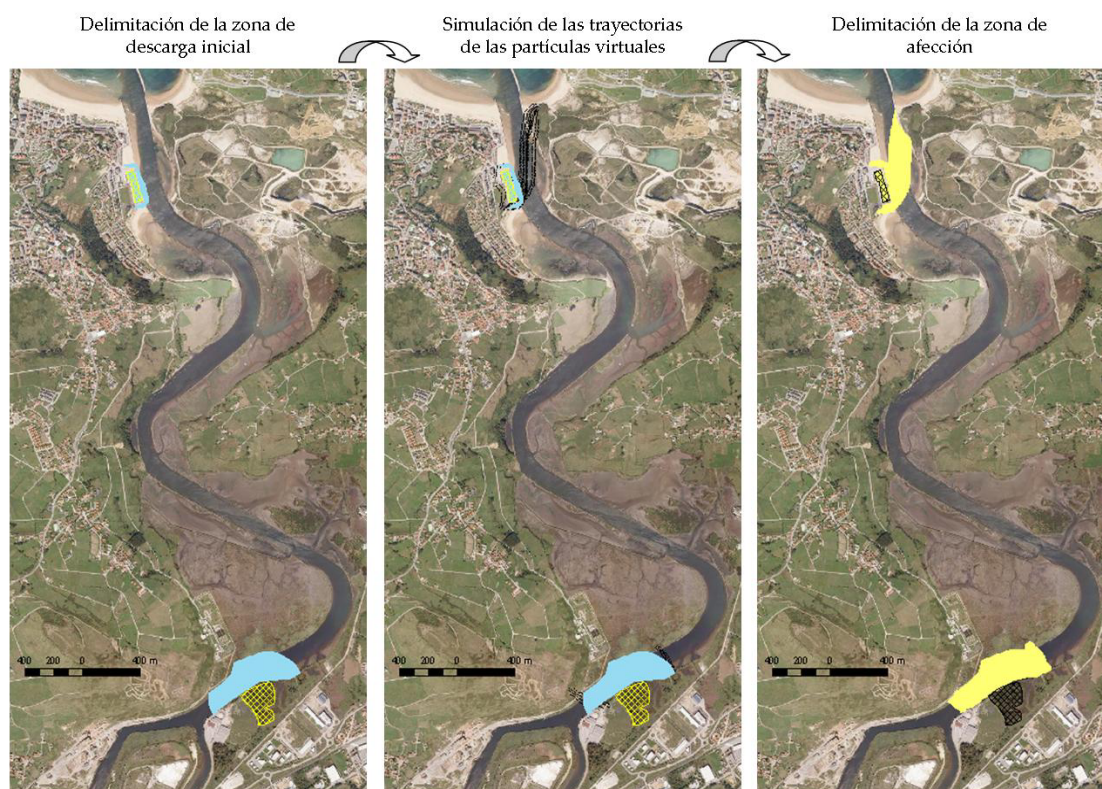 Delimitación de la zona de
descarga inicial
Simulación de las trayectorias
de las partículas virtuales
Delimitación de la zona de
afección
400 200 0 400 m
400 200 0 400 m
400 200 0 400 m